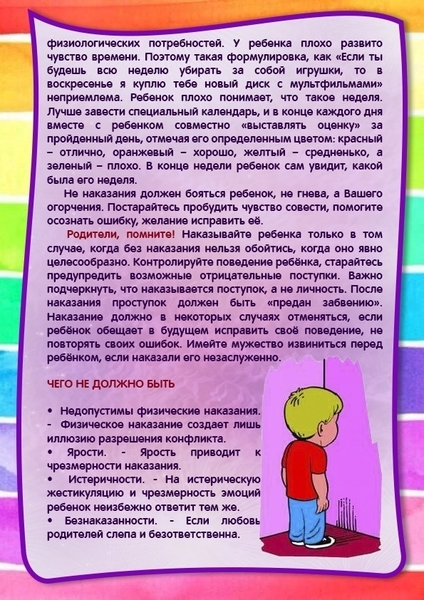 физиологических потребностей. У ребенка плохо развито
чувство времени. Поэтому такая формулировка, как «Если ты
будешь всю неделю убирать за собой игрушки, то в
воскресенье я куплю тебе новый диск с мультфильмами»
неприемлема. Ребенок плохо понимает, что такое неделя.
Лучше завести специальный календарь, и в конце каждого дня
вместе с ребенком совместно «выставлять оценку» за
пройденный день, отмечая его определенным цветом: красный
– отлично, оранжевый – хорошо, желтый – средненько, а
зеленый – плохо. В конце недели ребенок сам увидит, какой
была его неделя.
Не наказания должен бояться ребенок, не гнева, а Вашего
огорчения. Постарайтесь пробудить чувство совести, помогите
осознать ошибку, желание исправить её.
Родители, помните! Наказывайте ребенка только в том
случае, когда без наказания нельзя обойтись, когда оно явно
целесообразно. Контролируйте поведение ребёнка, старайтесь
предупредить возможные отрицательные поступки. Важно
подчеркнуть, что наказывается поступок, а не личность. После
наказания проступок должен быть «предан забвению».
Наказание должно в некоторых случаях отменяться, если
ребёнок обещает в будущем исправить своё поведение, не
повторять своих ошибок. Имейте мужество извиниться перед
ребёнком, если наказали его незаслуженно.
ЧЕГО НЕ ДОЛЖНО БЫТЬ
• Недопустимы физические наказания.
- Физическое наказание создает лишь
иллюзию разрешения конфликта.
• Ярости. - Ярость приводит к
чрезмерности наказания.
• Истеричности. - На истерическую
жестикуляцию и чрезмерность эмоций
ребенок неизбежно ответит тем же.
• Безнаказанности. - Если любовь
родителей слепа и безответственна.